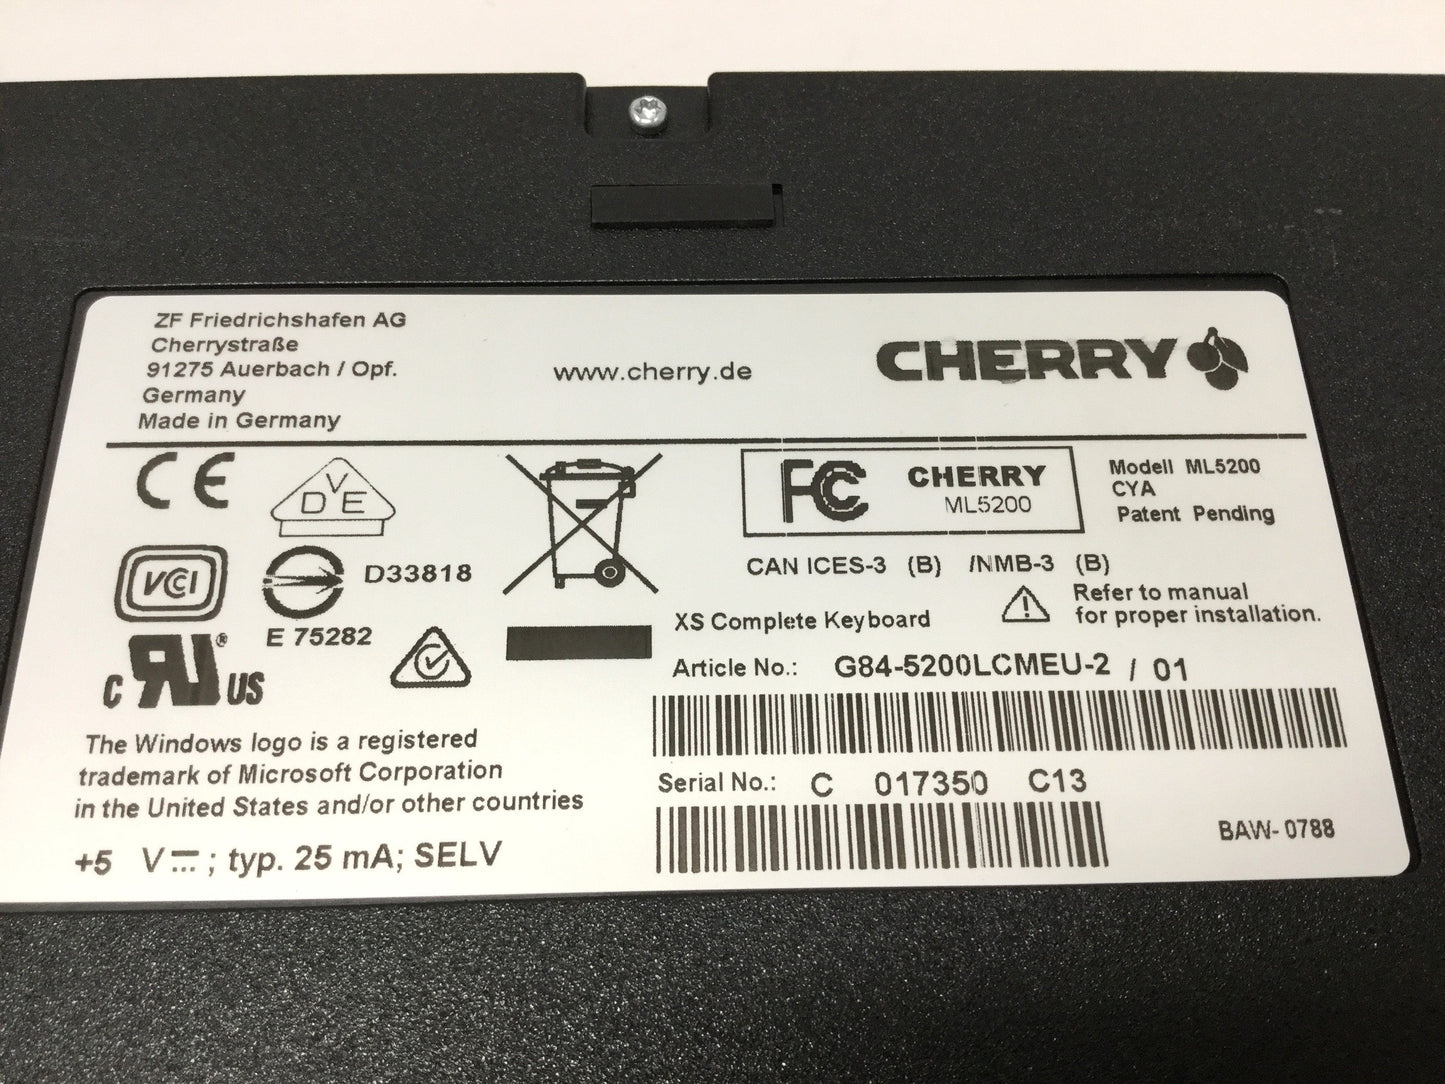 ZF Friedrichshafen AG
Cherrystraße
91275 Auerbach / Opf.
Germany
Made in Germany
www.cherry.de
CHERRY
CE
VDE
FC
CHERRY
ML5200
Modell ML5200
CYA
Patent Pending
CAN ICES-3 (B) /NMB-3 (B)
Refer to manual
for proper installation.
VCCI
D33818
E 75282
c RU ® US
XS Complete Keyboard
Article No.: G84-5200LCMEU-2 / 01
The Windows logo is a registered
trademark of Microsoft Corporation
in the United States and/or other countries
Serial No.: C 017350 C13
+5 V ; typ. 25 mA; SELV
BAW- 0788